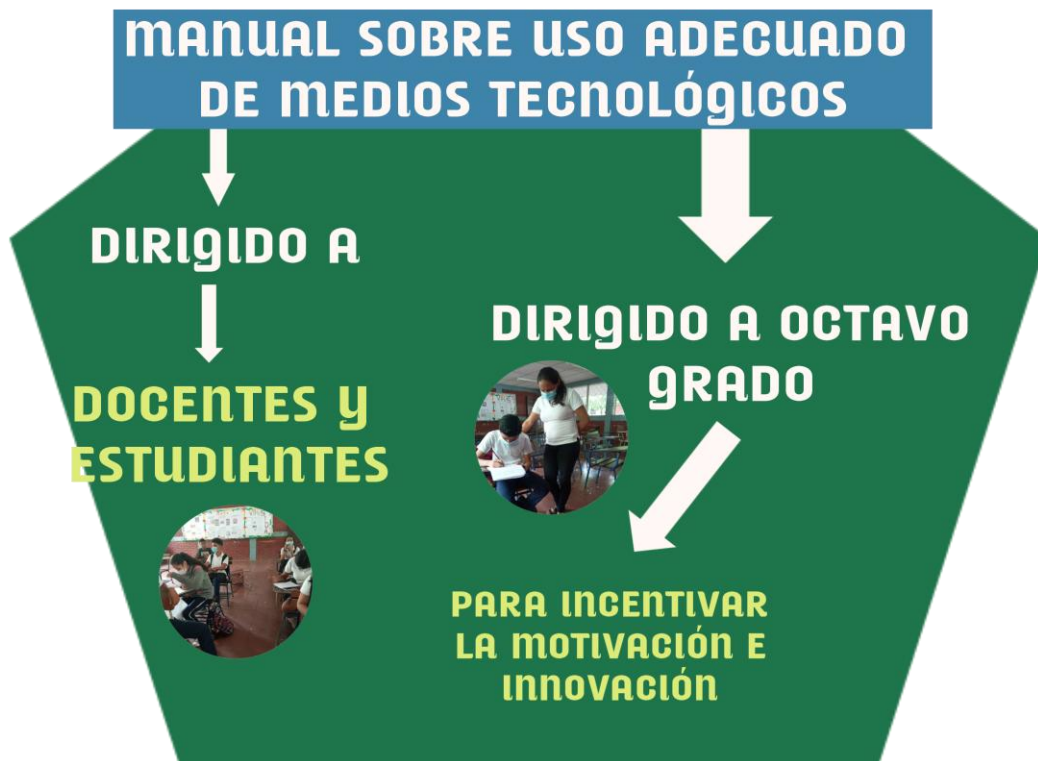 MANUAL SOBRE USO ADECUADO
DE MEDIOS TECNOLÓGICOS
DIRIGIDO A
DOCENTES Y
ESTUDIANTES
DIRIGIDO A OCTAVO
GRADO
PARA INCENTIVAR
LA MOTIVACIÓN E
INNOVACIÓN